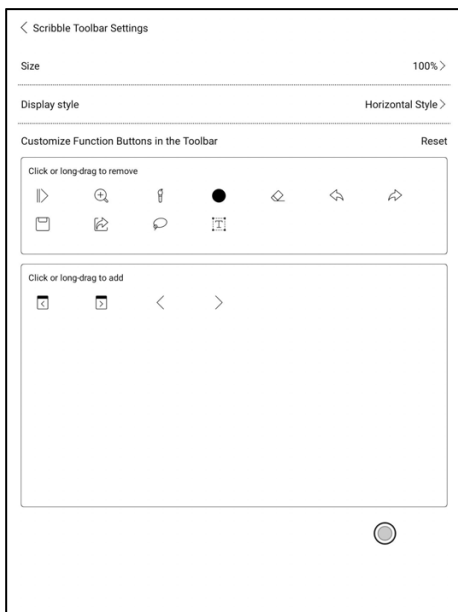 Scribble Toolbar Settings
Size 100%
Display style Horizontal Style
Customize Function Buttons in the Toolbar Reset
Click or long-drag to remove
T
Click or long-drag to add